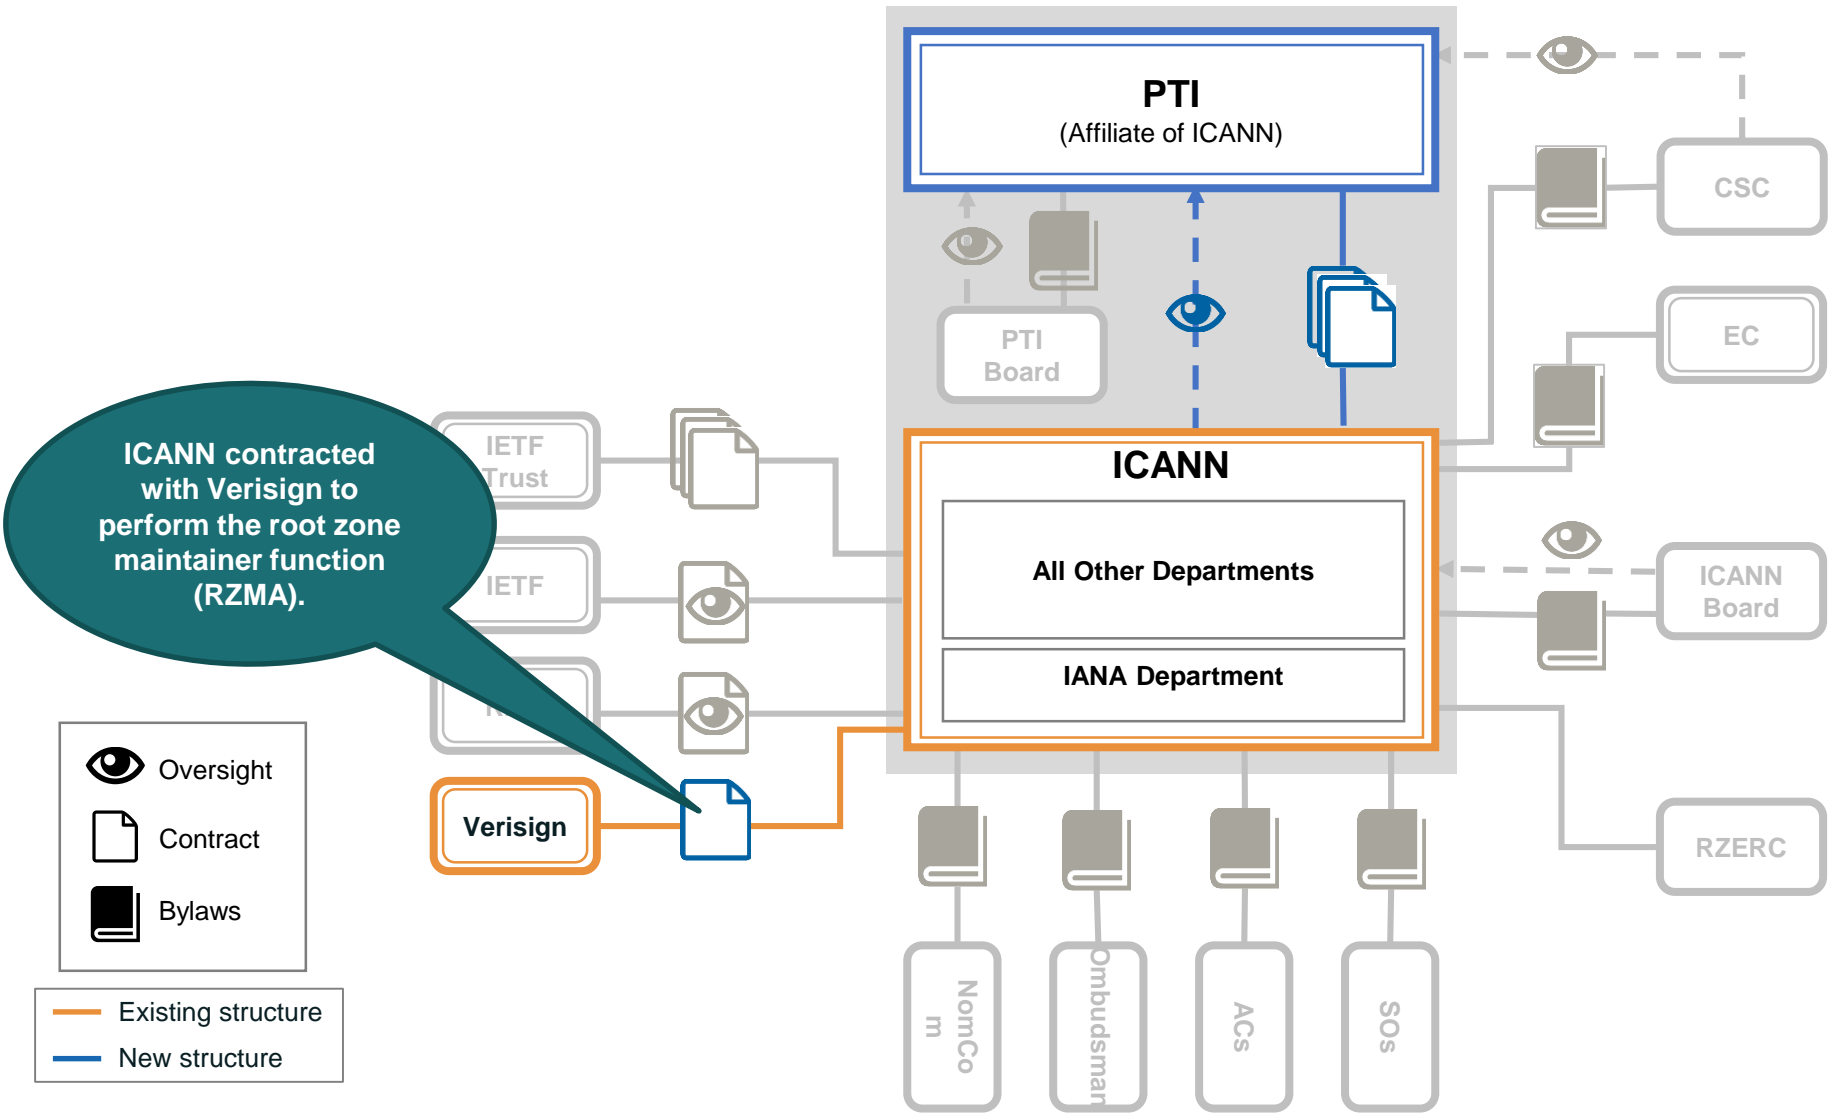 PTI
(Affiliate of ICANN)
CSC
EC
PTI
Board
ICANN contracted
with Verisign to
perform the root zone
maintainer function
(RZMA).
IETF
Trust
IETF
Verisign
ICANN
All Other Departments
IANA Department
ICANN
Board
RZERC
Oversight
Contract
Bylaws
Existing structure
New structure
NomCo
m
Ombudsman
ACs
SOs